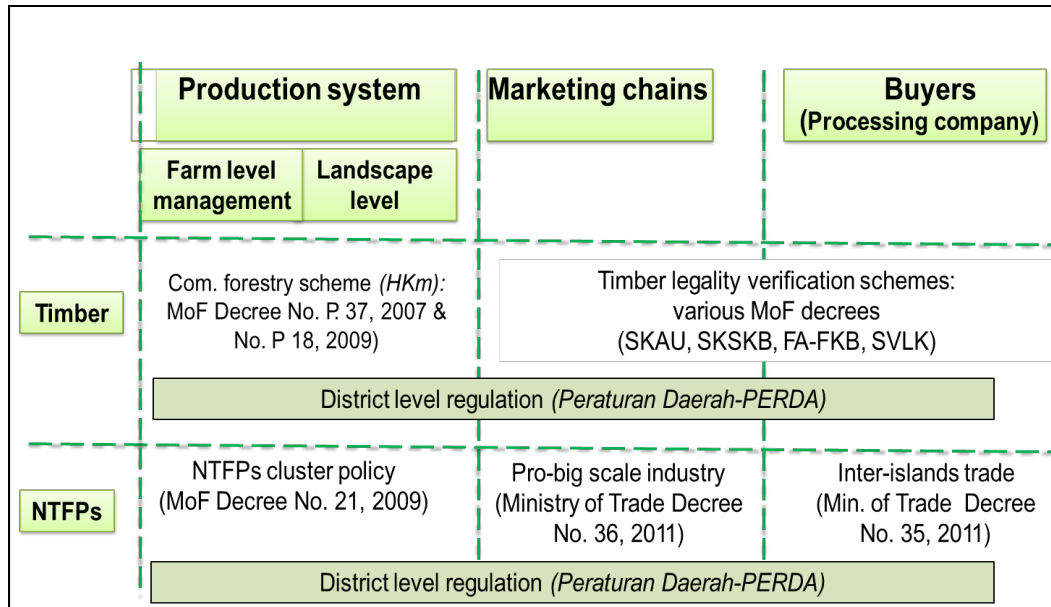 Production system
Marketing chains
Buyers
(Processing company)
Farm level
management
Landscape
level
Timber
Com. forestry scheme (HKm):
MoF Decree No. P. 37, 2007 &
No. P 18, 2009)
Timber legality verification schemes:
various MoF decrees
(SKAU, SKSKB, FA-FKB, SVLK)
District level regulation (Peraturan Daerah-PERDA)
NTFPs
NTFPs cluster policy
(MoF Decree No. 21, 2009)
Pro-big scale industry
(Ministry of Trade Decree
No. 36, 2011)
Inter-islands trade
(Min. of Trade Decree
No. 35, 2011)
District level regulation (Peraturan Daerah-PERDA)